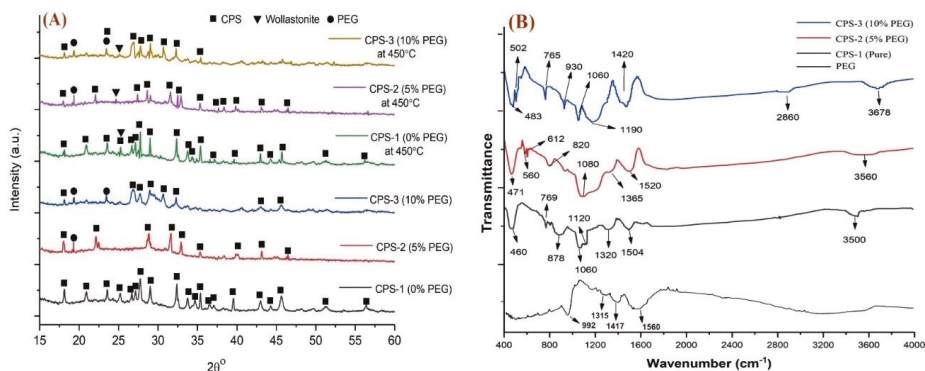 (A)
■ CPS ▼ Wollastonite ● PEG
CPS-3 (10% PEG)
at 450°C
CPS-2 (5% PEG)
at 450°C
CPS-1 (0% PEG)
at 450°C
CPS-3 (10% PEG)
CPS-2 (5% PEG)
CPS-1 (0% PEG)
Intensity (a.u.)
15 20 25 30 35 40 45 50 55 60
2θ°
(B)
CPS-3 (10% PEG)
CPS-2 (5% PEG)
CPS-1 (Pure)
PEG
502
765
930
1060
1420
483
1190
2860
3678
612
820
1080
471
560
1365
1520
3560
769
1120
460
878
1060
1320
1504
3500
992
1315
1417
1560
Transmittance
400 800 1200 1600 2000 2400 2800 3200 3600 4000
Wavenumber (cm⁻¹)